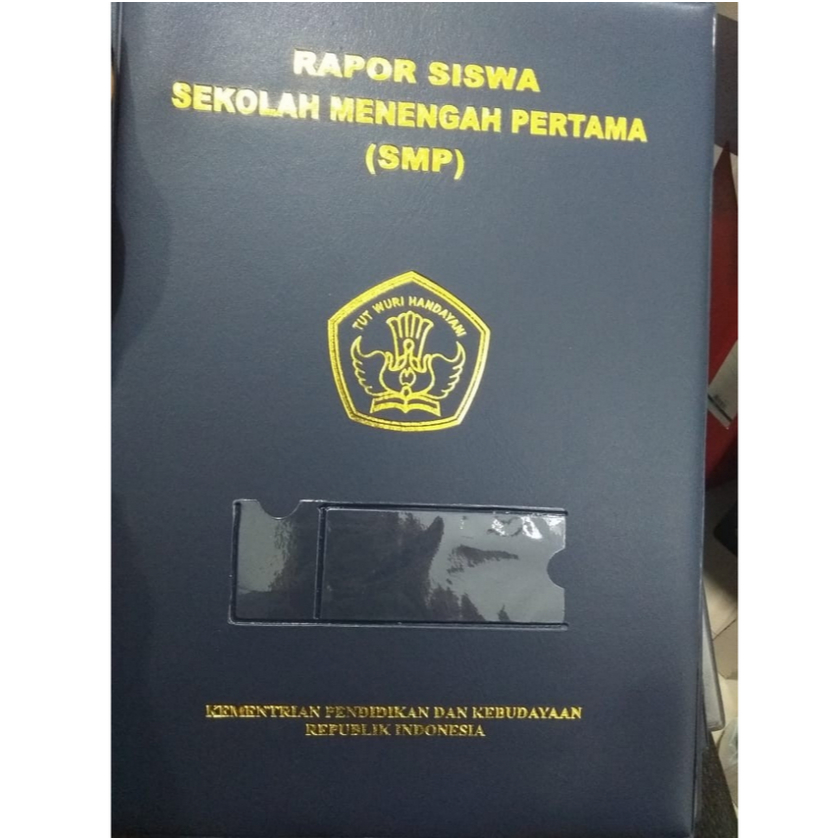 RAPOR SISWA
SEKOLAH MENENGAH PERTAMA
(SMP)
TUT WURI HANDAYANI
KEMENTRIAN PENDIDIKAN DAN KEBUDAYAAN
REPUBLIK INDONESIA